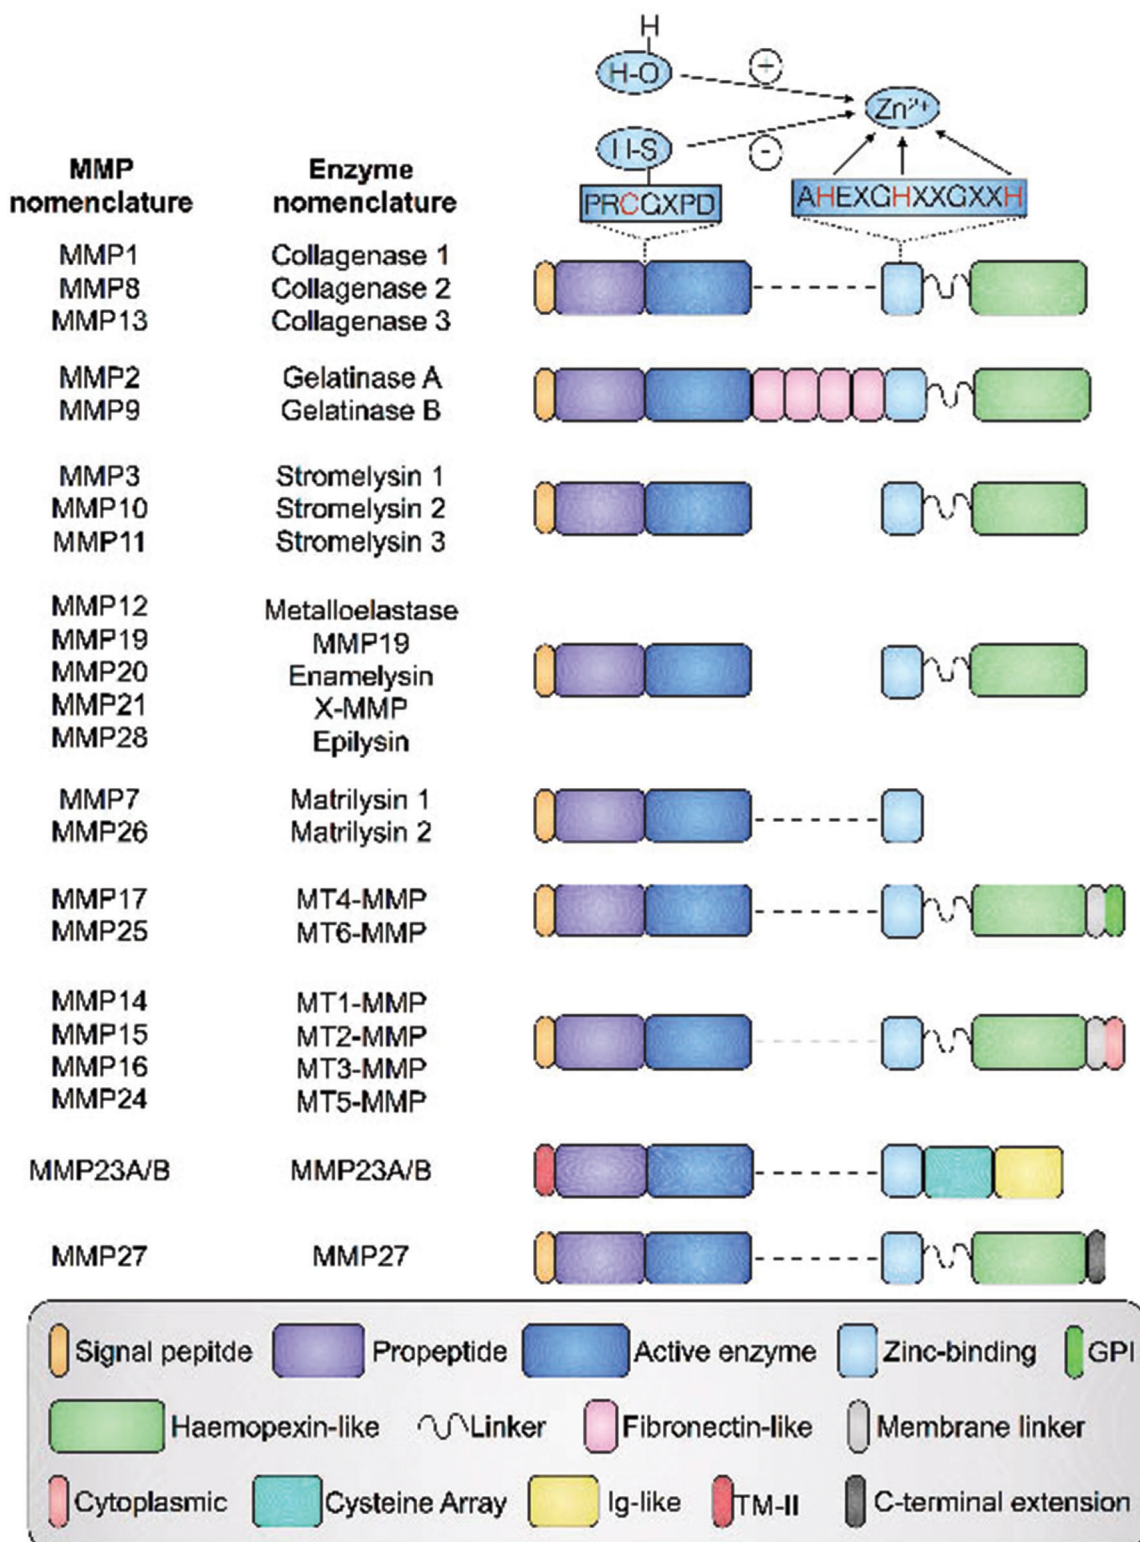 H
H-O
+
Zn²⁺
H-S
-
MMP nomenclature
Enzyme nomenclature
PRCGXPD
AHEXGHXXGXXH
MMP1 Collagenase 1
MMP8 Collagenase 2
MMP13 Collagenase 3
MMP2 Gelatinase A
MMP9 Gelatinase B
MMP3 Stromelysin 1
MMP10 Stromelysin 2
MMP11 Stromelysin 3
MMP12 Metalloelastase
MMP19 MMP19
MMP20 Enamelysin
MMP21 X-MMP
MMP28 Epilysin
MMP7 Matrilysin 1
MMP26 Matrilysin 2
MMP17 MT4-MMP
MMP25 MT6-MMP
MMP14 MT1-MMP
MMP15 MT2-MMP
MMP16 MT3-MMP
MMP24 MT5-MMP
MMP23A/B MMP23A/B
MMP27 MMP27
Signal pepitde Propeptide Active enzyme Zinc-binding GPI
Haemopexin-like Linker Fibronectin-like Membrane linker
Cytoplasmic Cysteine Array Ig-like TM-II C-terminal extension